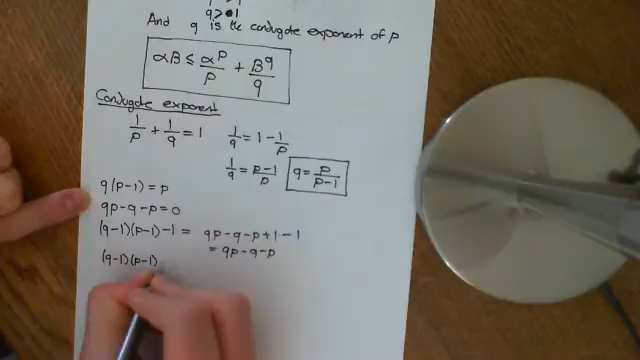 q > 1
And q is the conjugate exponent of p
αB ≤ α^p/p + B^q/q
Conjugate exponent
1/p + 1/q = 1
1/q = 1 - 1/p
1/q = p-1/p
q = p/p-1
q(p-1) = p
qp-q-p=0
(q-1)(p-1)-1 = qp-q-p+1-1
= qp-q-p
(q-1)(p-1)